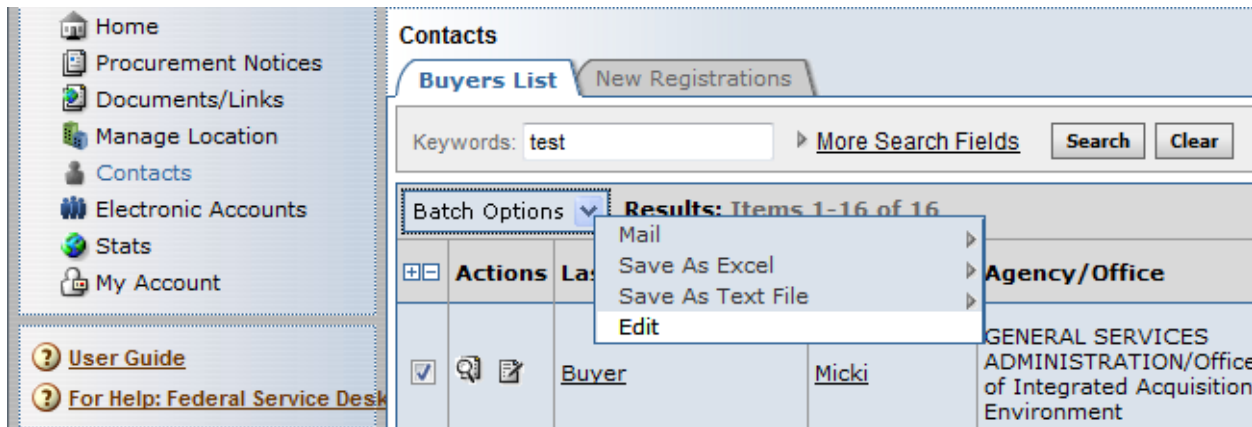 Home
Procurement Notices
Documents/Links
Manage Location
Contacts
Electronic Accounts
Stats
My Account
User Guide
For Help: Federal Service Desk
Contacts
Buyers List New Registrations
Keywords: test More Search Fields Search Clear
Batch Options Results: Items 1-16 of 16
Mail
Save As Excel
Save As Text File
Edit
Actions Las Agency/Office
Buyer Micki
GENERAL SERVICES
ADMINISTRATION/Office
of Integrated Acquisition
Environment